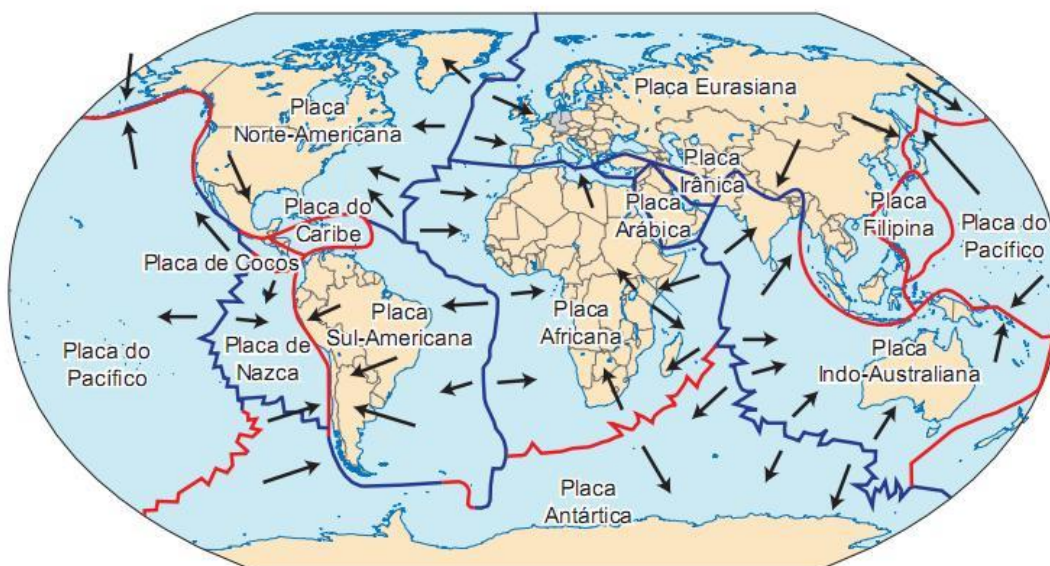 Placa Eurasiana
Placa
Norte-Americana
Placa
Irânica
Placa do
Caribe
Placa
Arábica
Placa
Filipina
Placa do
Pacífico
Placa de Cocos
Placa
Sul-Americana
Placa
Africana
Placa do
Pacífico
Placa de
Nazca
Placa
Indo-Australiana
Placa
Antártica